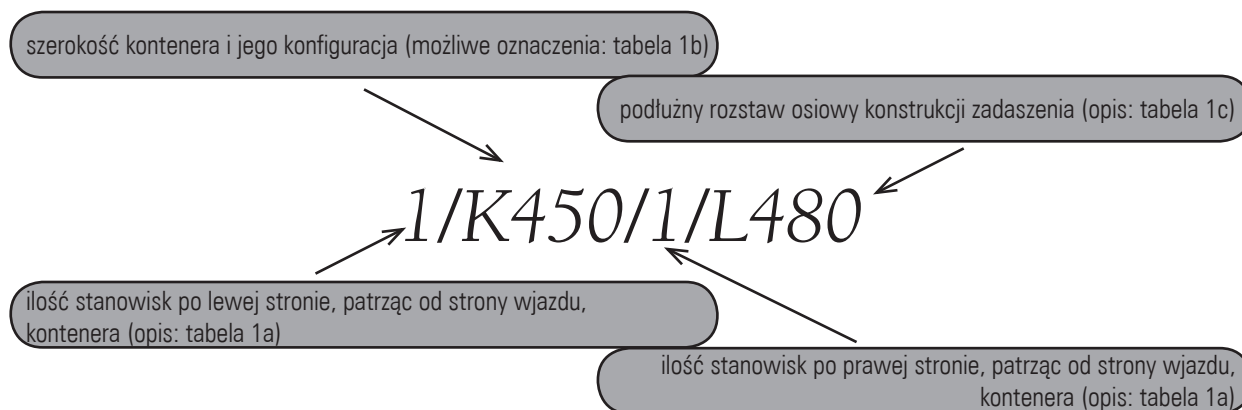 szerokość kontenera i jego konfiguracja (możliwe oznaczenia: tabela 1b)
podłużny rozstaw osiowy konstrukcji zadaszenia (opis: tabela 1c)
1/K450/1/L480
ilość stanowisk po lewej stronie, patrząc od strony wjazdu,
kontenera (opis: tabela 1a)
ilość stanowisk po prawej stronie, patrząc od strony wjazdu,
kontenera (opis: tabela 1a)